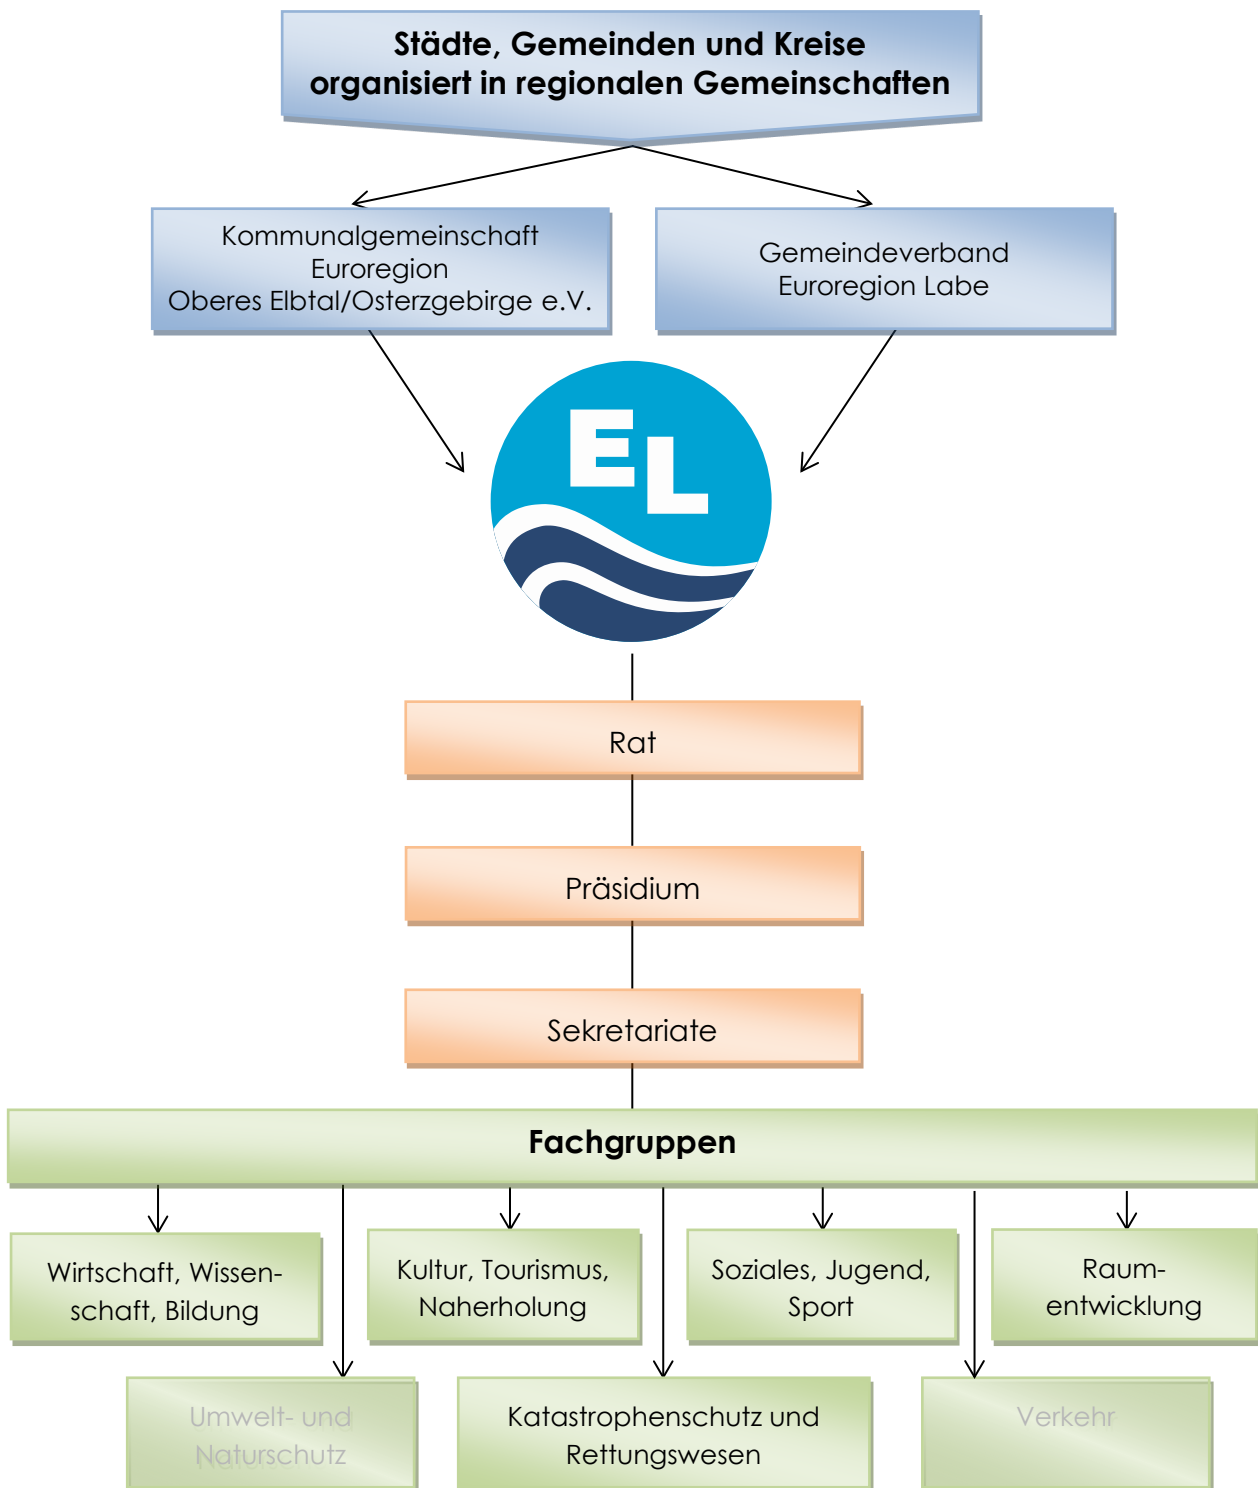 Städte, Gemeinden und Kreise
organisiert in regionalen Gemeinschaften
Kommunalgemeinschaft
Euroregion
Oberes Elbtal/Osterzgebirge e.V.
Gemeindeverband
Euroregion Labe
EL
Rat
Präsidium
Sekretariate
Fachgruppen
Wirtschaft, Wissen-
schaft, Bildung
Kultur, Tourismus,
Naherholung
Soziales, Jugend,
Sport
Raum-
entwicklung
Umwelt- und
Naturschutz
Katastrophenschutz und
Rettungswesen
Verkehr